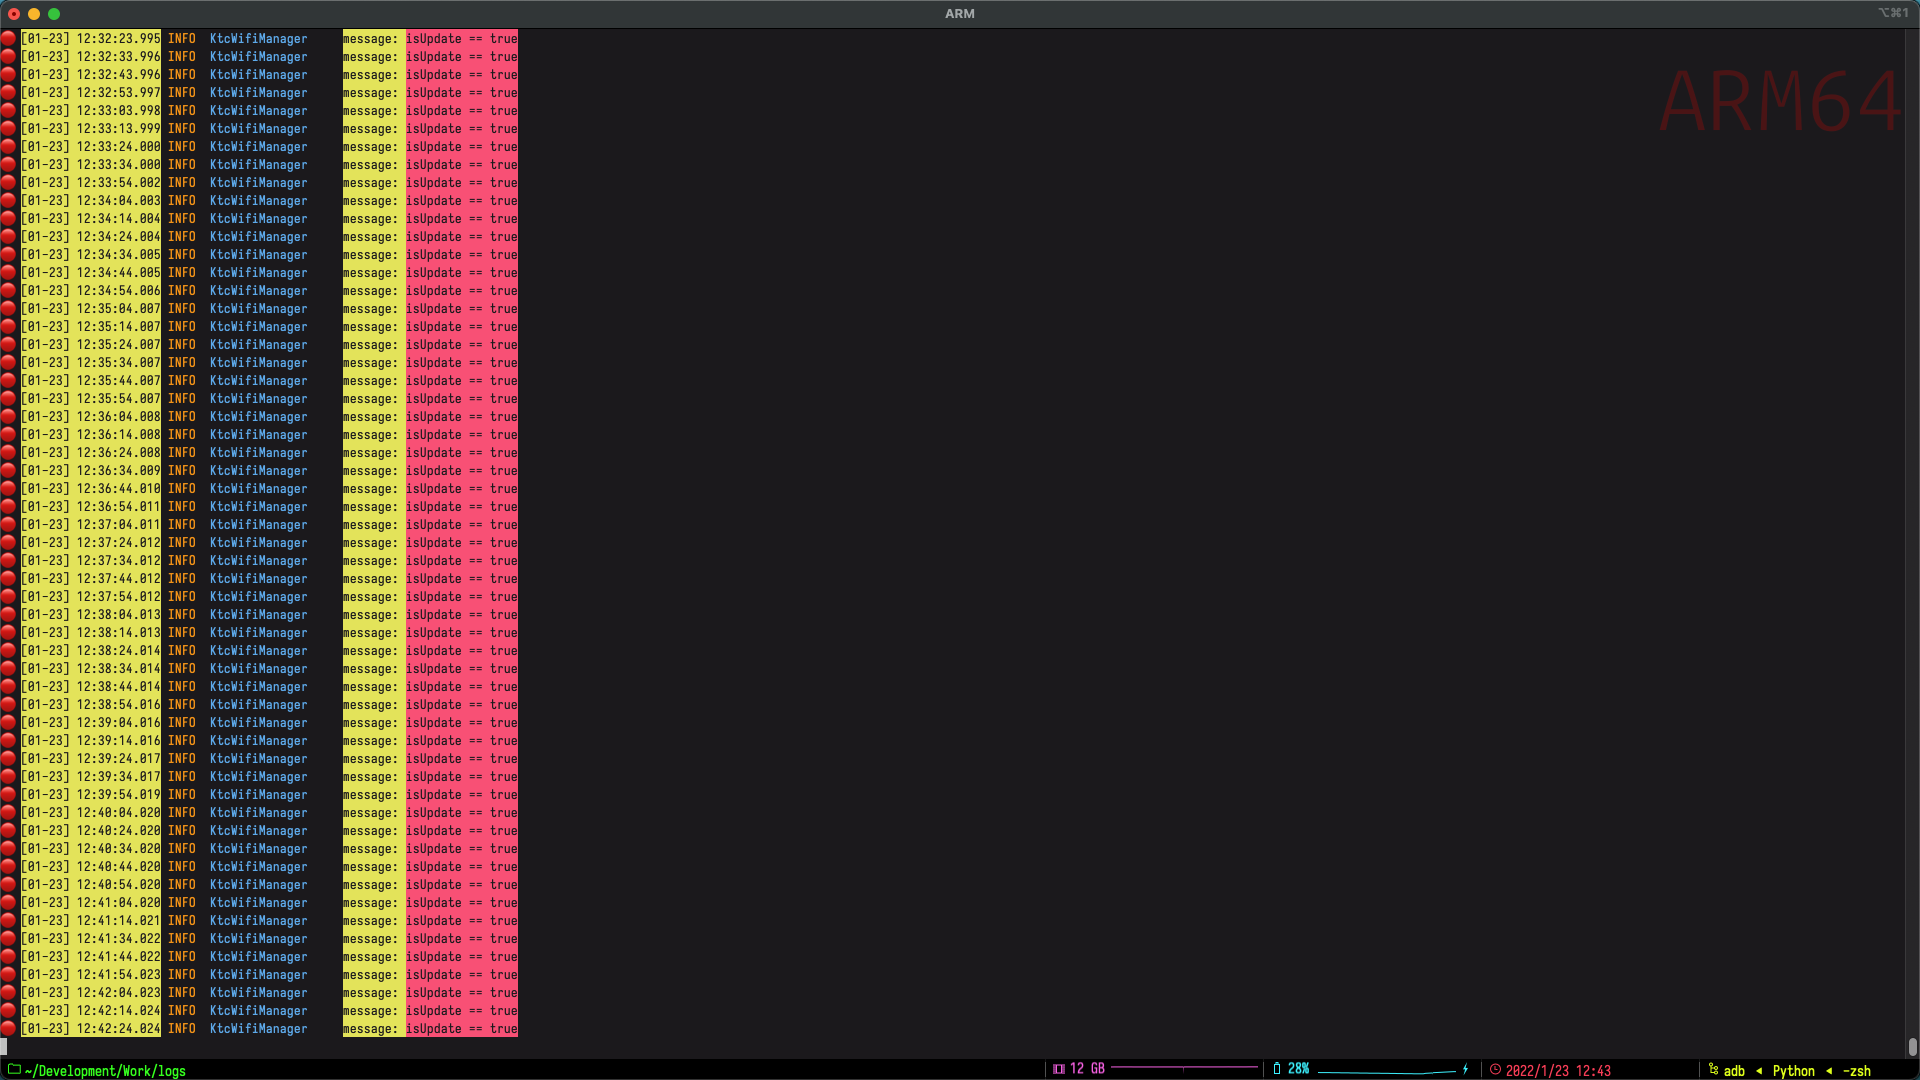 ARM
⌥⌘1
ARM64
[01-23] 12:32:23.995 INFO KtcWifiManager message: isUpdate == true
[01-23] 12:32:33.996 INFO KtcWifiManager message: isUpdate == true
[01-23] 12:32:43.996 INFO KtcWifiManager message: isUpdate == true
[01-23] 12:32:53.997 INFO KtcWifiManager message: isUpdate == true
[01-23] 12:33:03.998 INFO KtcWifiManager message: isUpdate == true
[01-23] 12:33:13.999 INFO KtcWifiManager message: isUpdate == true
[01-23] 12:33:24.000 INFO KtcWifiManager message: isUpdate == true
[01-23] 12:33:34.000 INFO KtcWifiManager message: isUpdate == true
[01-23] 12:33:54.002 INFO KtcWifiManager message: isUpdate == true
[01-23] 12:34:04.003 INFO KtcWifiManager message: isUpdate == true
[01-23] 12:34:14.004 INFO KtcWifiManager message: isUpdate == true
[01-23] 12:34:24.004 INFO KtcWifiManager message: isUpdate == true
[01-23] 12:34:34.005 INFO KtcWifiManager message: isUpdate == true
[01-23] 12:34:44.005 INFO KtcWifiManager message: isUpdate == true
[01-23] 12:34:54.006 INFO KtcWifiManager message: isUpdate == true
[01-23] 12:35:04.007 INFO KtcWifiManager message: isUpdate == true
[01-23] 12:35:14.007 INFO KtcWifiManager message: isUpdate == true
[01-23] 12:35:24.007 INFO KtcWifiManager message: isUpdate == true
[01-23] 12:35:34.007 INFO KtcWifiManager message: isUpdate == true
[01-23] 12:35:44.007 INFO KtcWifiManager message: isUpdate == true
[01-23] 12:35:54.007 INFO KtcWifiManager message: isUpdate == true
[01-23] 12:36:04.008 INFO KtcWifiManager message: isUpdate == true
[01-23] 12:36:14.008 INFO KtcWifiManager message: isUpdate == true
[01-23] 12:36:24.008 INFO KtcWifiManager message: isUpdate == true
[01-23] 12:36:34.009 INFO KtcWifiManager message: isUpdate == true
[01-23] 12:36:44.010 INFO KtcWifiManager message: isUpdate == true
[01-23] 12:36:54.011 INFO KtcWifiManager message: isUpdate == true
[01-23] 12:37:04.011 INFO KtcWifiManager message: isUpdate == true
[01-23] 12:37:24.012 INFO KtcWifiManager message: isUpdate == true
[01-23] 12:37:34.012 INFO KtcWifiManager message: isUpdate == true
[01-23] 12:37:44.012 INFO KtcWifiManager message: isUpdate == true
[01-23] 12:37:54.012 INFO KtcWifiManager message: isUpdate == true
[01-23] 12:38:04.013 INFO KtcWifiManager message: isUpdate == true
[01-23] 12:38:14.013 INFO KtcWifiManager message: isUpdate == true
[01-23] 12:38:24.014 INFO KtcWifiManager message: isUpdate == true
[01-23] 12:38:34.014 INFO KtcWifiManager message: isUpdate == true
[01-23] 12:38:44.014 INFO KtcWifiManager message: isUpdate == true
[01-23] 12:38:54.016 INFO KtcWifiManager message: isUpdate == true
[01-23] 12:39:04.016 INFO KtcWifiManager message: isUpdate == true
[01-23] 12:39:14.016 INFO KtcWifiManager message: isUpdate == true
[01-23] 12:39:24.017 INFO KtcWifiManager message: isUpdate == true
[01-23] 12:39:34.017 INFO KtcWifiManager message: isUpdate == true
[01-23] 12:39:54.019 INFO KtcWifiManager message: isUpdate == true
[01-23] 12:40:04.020 INFO KtcWifiManager message: isUpdate == true
[01-23] 12:40:24.020 INFO KtcWifiManager message: isUpdate == true
[01-23] 12:40:34.020 INFO KtcWifiManager message: isUpdate == true
[01-23] 12:40:44.020 INFO KtcWifiManager message: isUpdate == true
[01-23] 12:40:54.020 INFO KtcWifiManager message: isUpdate == true
[01-23] 12:41:04.020 INFO KtcWifiManager message: isUpdate == true
[01-23] 12:41:14.021 INFO KtcWifiManager message: isUpdate == true
[01-23] 12:41:34.022 INFO KtcWifiManager message: isUpdate == true
[01-23] 12:41:44.022 INFO KtcWifiManager message: isUpdate == true
[01-23] 12:41:54.023 INFO KtcWifiManager message: isUpdate == true
[01-23] 12:42:04.023 INFO KtcWifiManager message: isUpdate == true
[01-23] 12:42:14.024 INFO KtcWifiManager message: isUpdate == true
[01-23] 12:42:24.024 INFO KtcWifiManager message: isUpdate == true
~/Development/Work/logs 12 GB 28% 2022/1/23 12:43 adb ◂ Python ◂ -zsh